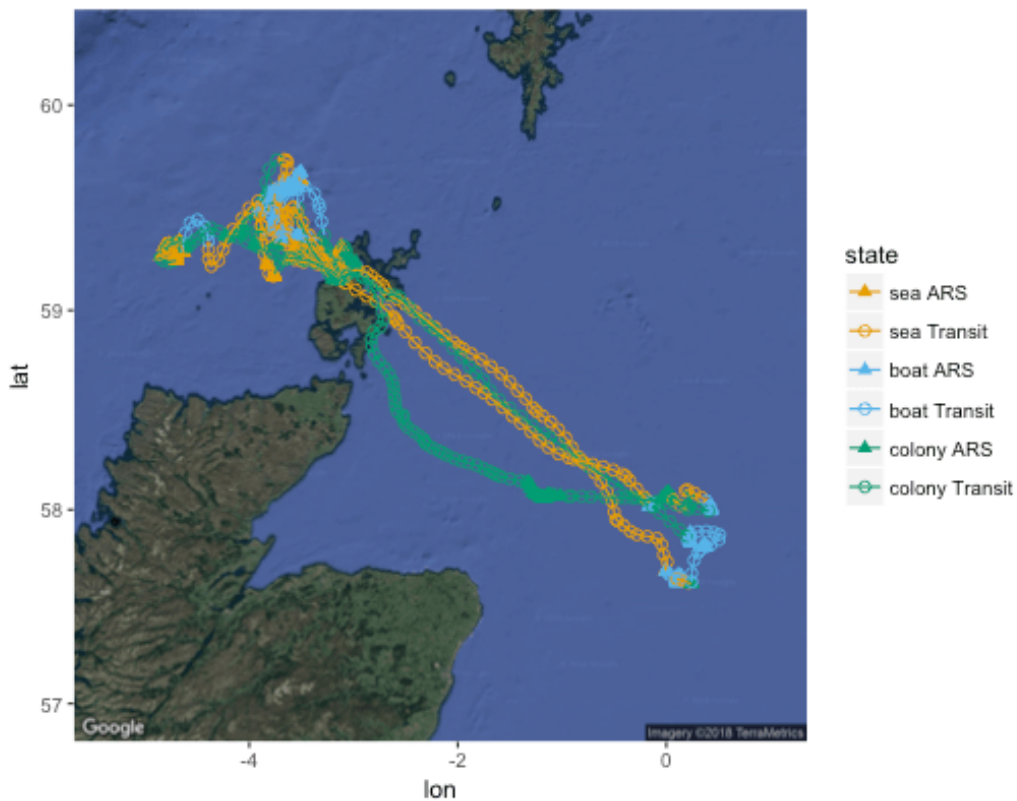 60
59
58
57
lat
-4
-2
0
lon
Google
Imagery ©2018 TerraMetrics
state
sea ARS
sea Transit
boat ARS
boat Transit
colony ARS
colony Transit